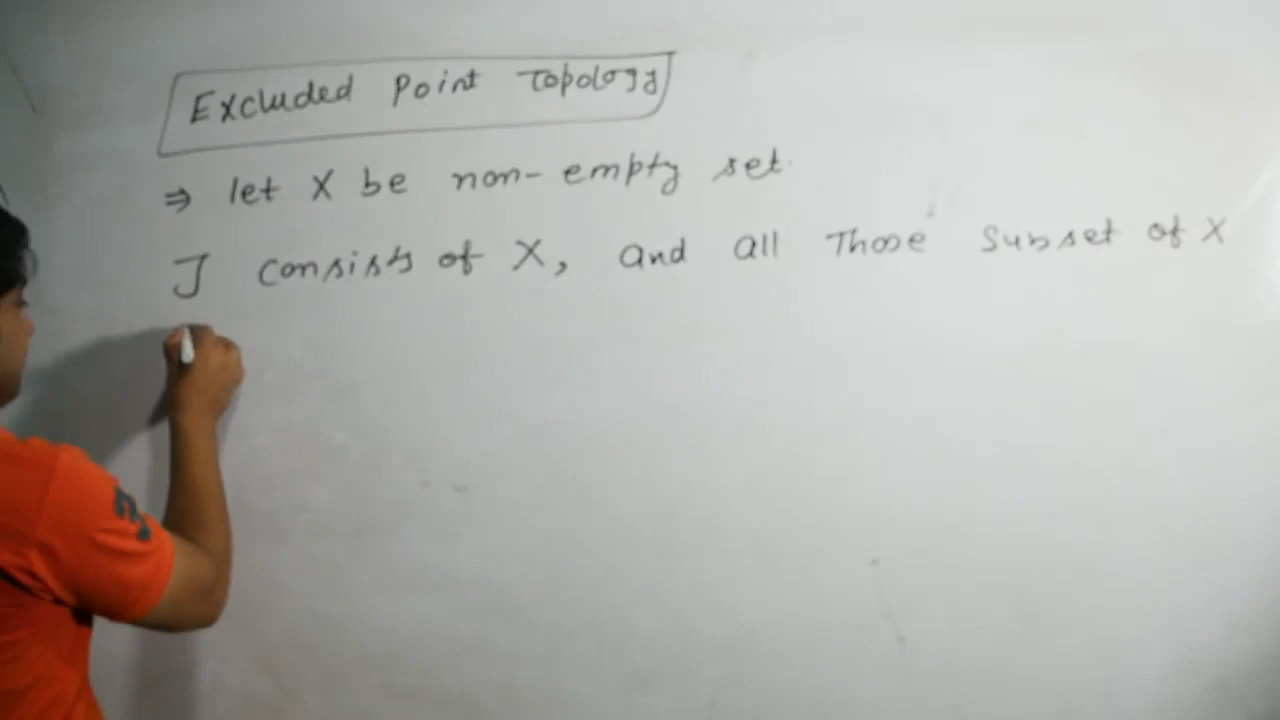 Excluded Point Topology
⇒ let X be non-empty set.
J consists of X, and all Those subset of X